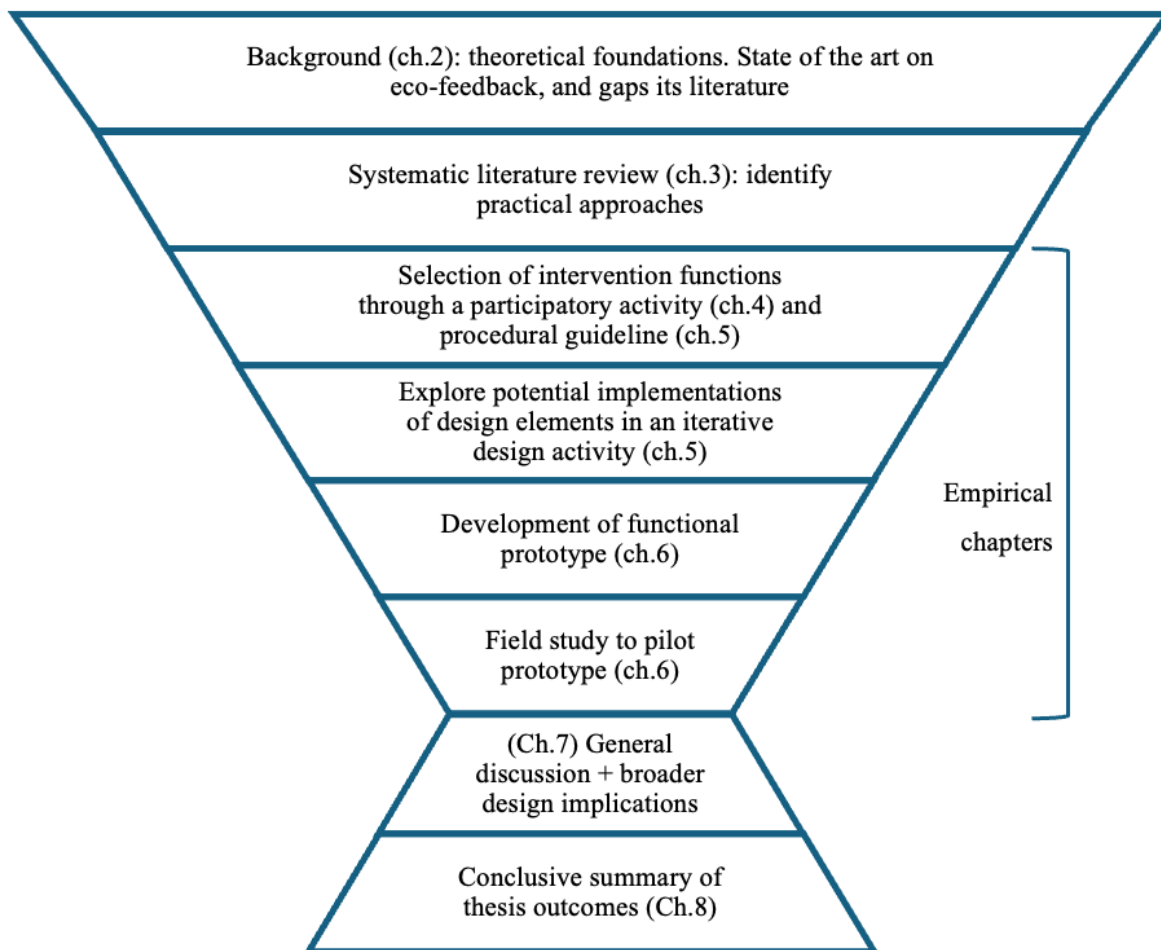 Background (ch.2): theoretical foundations. State of the art on
eco-feedback, and gaps its literature
Systematic literature review (ch.3): identify
practical approaches
Selection of intervention functions
through a participatory activity (ch.4) and
procedural guideline (ch.5)
Explore potential implementations
of design elements in an iterative
design activity (ch.5)
Development of functional
prototype (ch.6)
Field study to pilot
prototype (ch.6)
Empirical
chapters
(Ch.7) General
discussion + broader
design implications
Conclusive summary of
thesis outcomes (Ch.8)